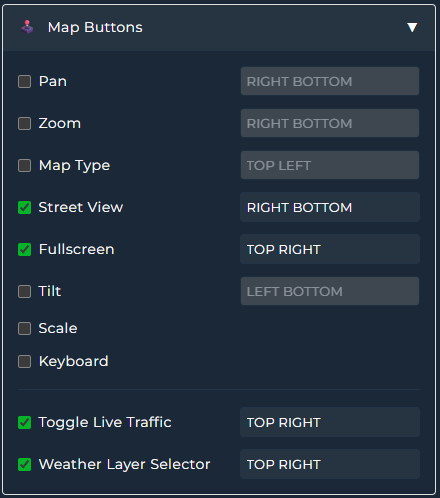 Map Buttons ▼
Pan RIGHT BOTTOM
Zoom RIGHT BOTTOM
Map Type TOP LEFT
Street View RIGHT BOTTOM
Fullscreen TOP RIGHT
Tilt LEFT BOTTOM
Scale
Keyboard
Toggle Live Traffic TOP RIGHT
Weather Layer Selector TOP RIGHT